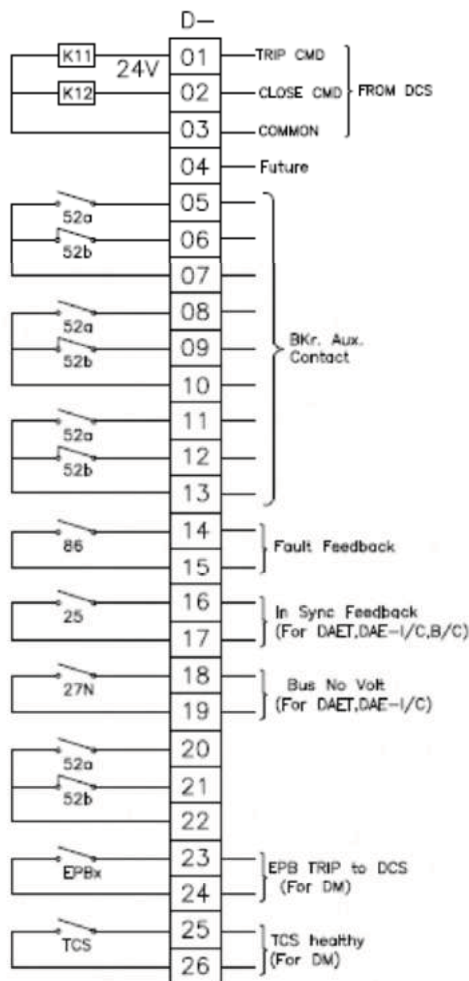 D—
K11 24V 01 TRIP CMD
K12 02 CLOSE CMD FROM DCS
03 COMMON
04 Future
52a 05
52b 06
07
52a 08
52b 09 BKr. Aux.
Contact
10
52a 11
52b 12
13
86 14
Fault Feedback
15
25 16
In Sync Feedback
(For DAET,DAE-I/C,B/C)
17
27N 18
Bus No Volt
(For DAET,DAE-I/C)
19
52a 20
52b 21
22
EPBx 23
EPB TRIP to DCS
(For DM)
24
TCS 25
TCS healthy
(For DM)
26